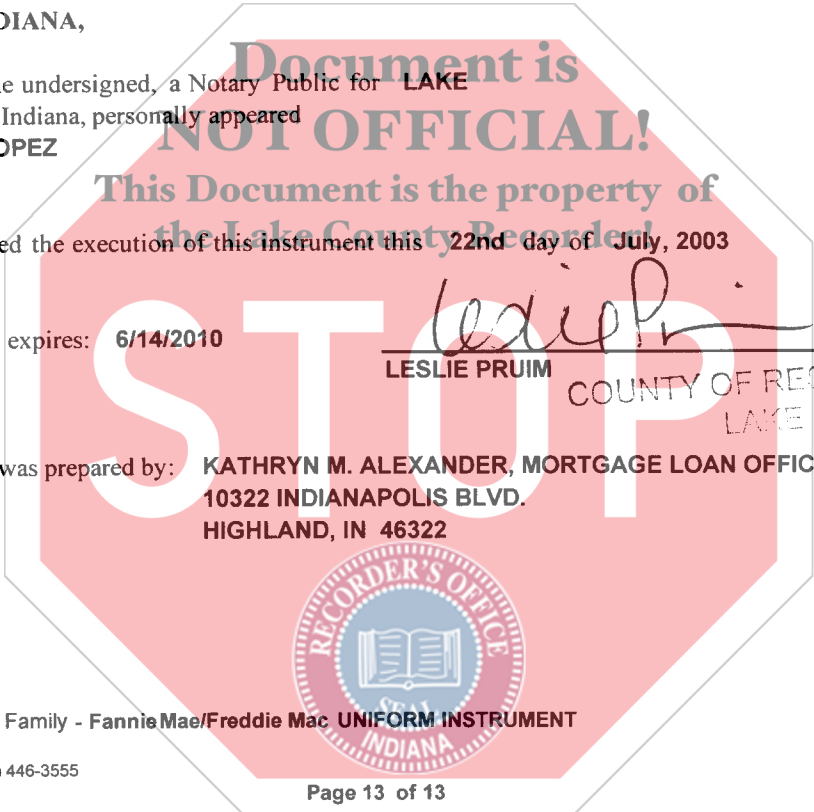 DIANA,
Document is
e undersigned, a Notary Public for LAKE
Indiana, personally appeared
NOT OFFICIAL!
OPEZ
This Document is the property of
the Lake County Recorder!
ed the execution of this instrument this 22nd day of July, 2003
expires: 6/14/2010
LESLIE PRUIM
COUNTY OF RE
LAKE
STOP
was prepared by: KATHRYN M. ALEXANDER, MORTGAGE LOAN OFFIC
10322 INDIANAPOLIS BLVD.
HIGHLAND, IN 46322
RECORDER'S OFFICE
SEAL
INDIANA
Family - Fannie Mae/Freddie Mac UNIFORM INSTRUMENT
446-3555
Page 13 of 13